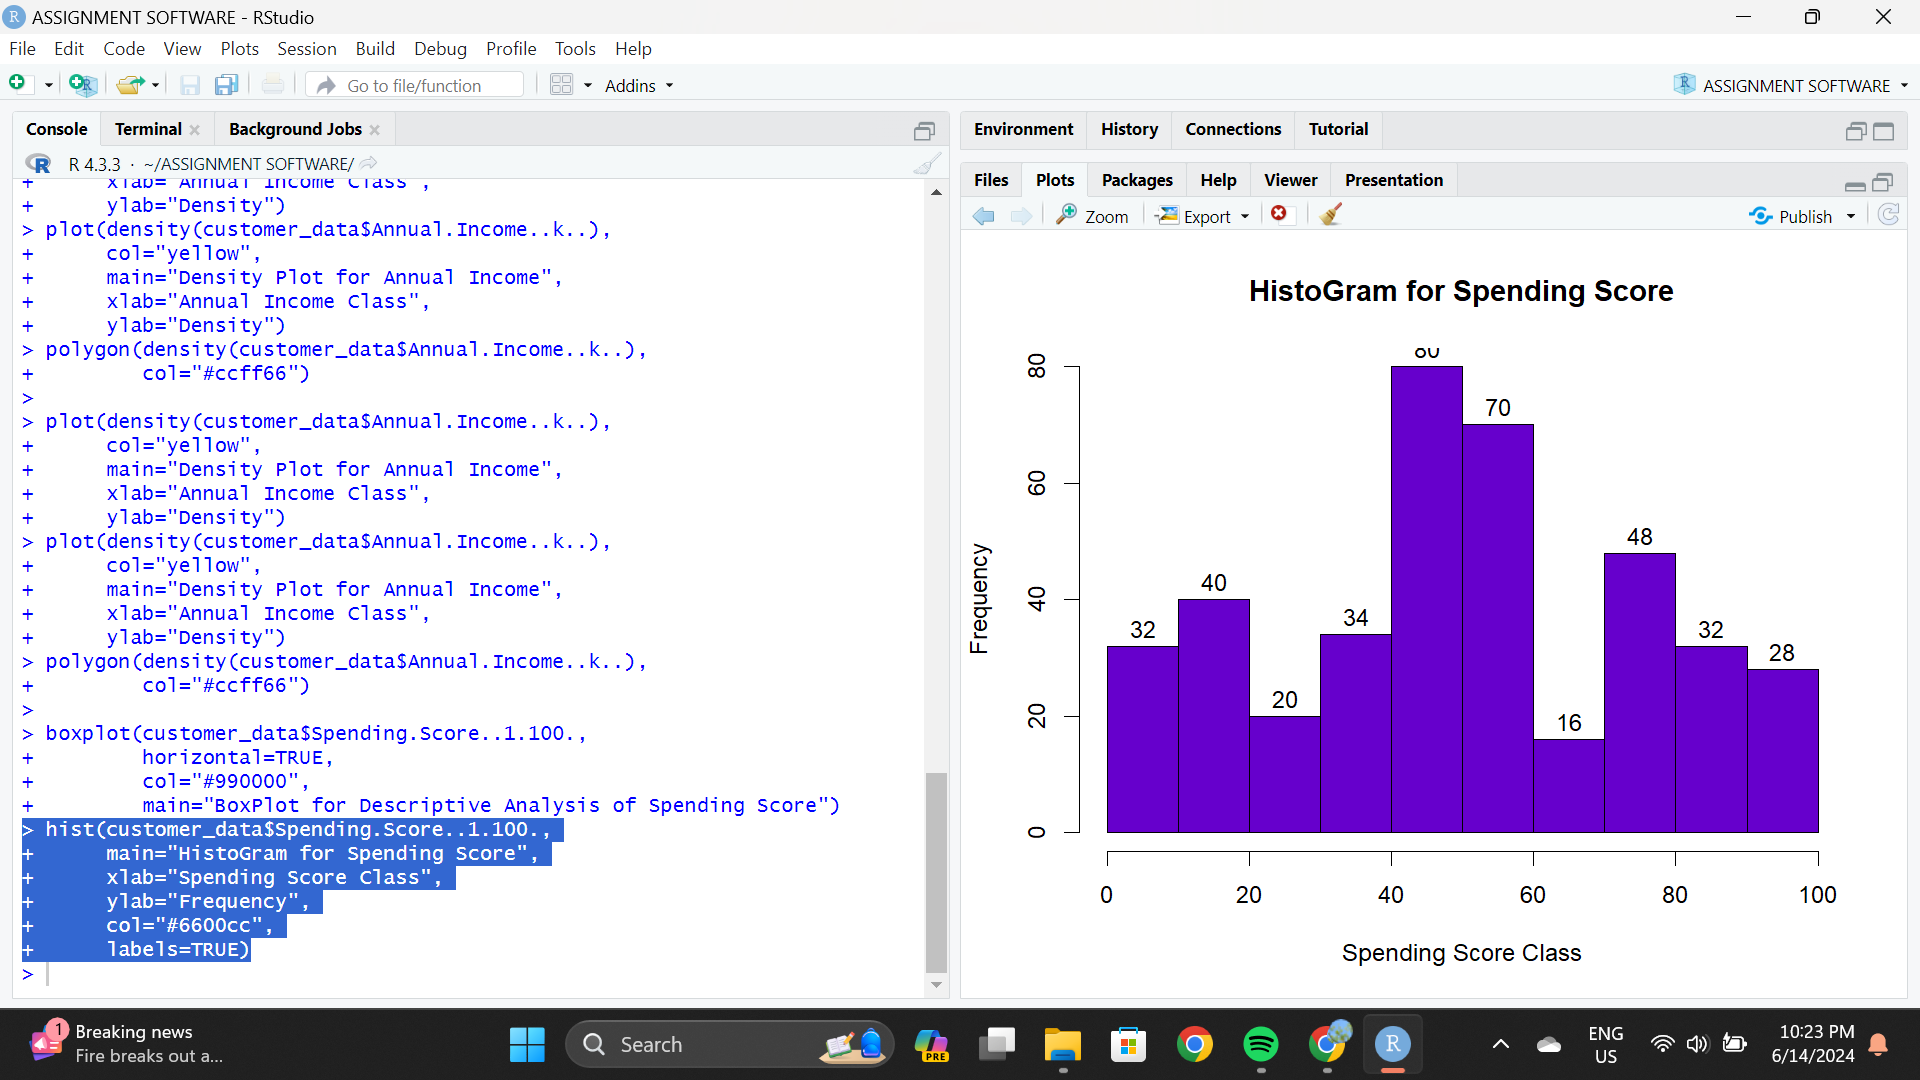 ASSIGNMENT SOFTWARE - RStudio
File Edit Code View Plots Session Build Debug Profile Tools Help
Go to file/function
Addins
ASSIGNMENT SOFTWARE
Console Terminal Background Jobs
R 4.3.3 · ~/ASSIGNMENT SOFTWARE/
+      xlab="Annual Income Class",
+      ylab="Density")
> plot(density(customer_data$Annual.Income..k..),
+      col="yellow",
+      main="Density Plot for Annual Income",
+      xlab="Annual Income Class",
+      ylab="Density")
> polygon(density(customer_data$Annual.Income..k..),
+         col="#ccff66")
>
> plot(density(customer_data$Annual.Income..k..),
+      col="yellow",
+      main="Density Plot for Annual Income",
+      xlab="Annual Income Class",
+      ylab="Density")
> plot(density(customer_data$Annual.Income..k..),
+      col="yellow",
+      main="Density Plot for Annual Income",
+      xlab="Annual Income Class",
+      ylab="Density")
> polygon(density(customer_data$Annual.Income..k..),
+         col="#ccff66")
>
> boxplot(customer_data$Spending.Score..1.100.,
+         horizontal=TRUE,
+         col="#990000",
+         main="BoxPlot for Descriptive Analysis of Spending Score")
> hist(customer_data$Spending.Score..1.100.,
+      main="HistoGram for Spending Score",
+      xlab="Spending Score Class",
+      ylab="Frequency",
+      col="#6600cc",
+      labels=TRUE)
>
Environment History Connections Tutorial
Files Plots Packages Help Viewer Presentation
Zoom Export Publish
HistoGram for Spending Score
Frequency
80
60
40
20
0
32 40 20 34 80 70 16 48 32 28
0 20 40 60 80 100
Spending Score Class
1
Breaking news
Fire breaks out a...
Search
PRE
ENG
US
10:23 PM
6/14/2024